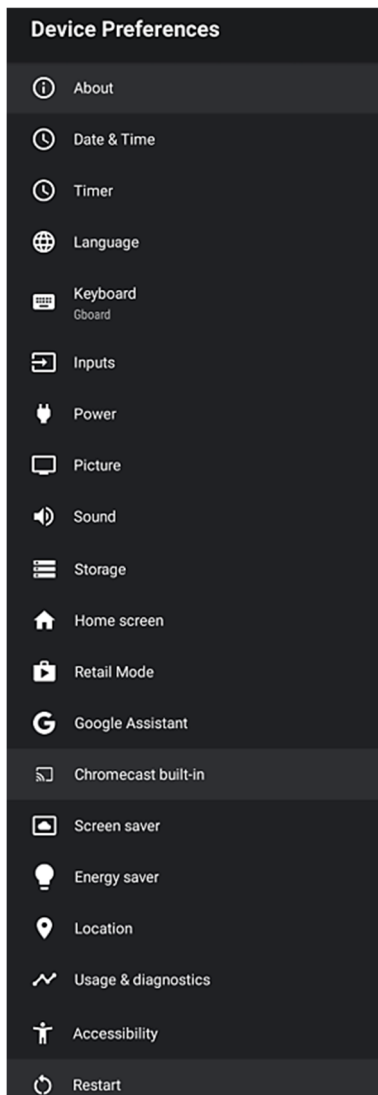 Device Preferences
About
Date & Time
Timer
Language
Keyboard
Gboard
Inputs
Power
Picture
Sound
Storage
Home screen
Retail Mode
Google Assistant
Chromecast built-in
Screen saver
Energy saver
Location
Usage & diagnostics
Accessibility
Restart